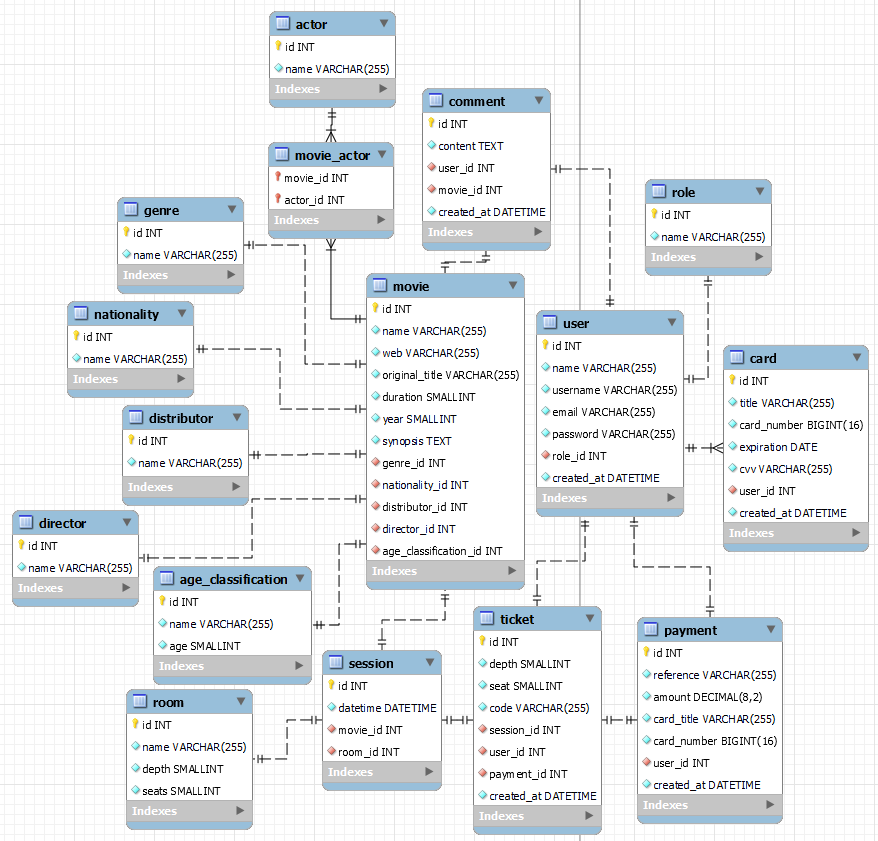 actor
id INT
name VARCHAR(255)
Indexes
comment
id INT
content TEXT
user_id INT
movie_id INT
created_at DATETIME
Indexes
movie_actor
movie_id INT
actor_id INT
Indexes
role
id INT
name VARCHAR(255)
Indexes
genre
id INT
name VARCHAR(255)
Indexes
movie
id INT
name VARCHAR(255)
web VARCHAR(255)
original_title VARCHAR(255)
duration SMALLINT
year SMALLINT
synopsis TEXT
genre_id INT
nationality_id INT
distributor_id INT
director_id INT
age_classification_id INT
Indexes
nationality
id INT
name VARCHAR(255)
Indexes
user
id INT
name VARCHAR(255)
username VARCHAR(255)
email VARCHAR(255)
password VARCHAR(255)
role_id INT
created_at DATETIME
Indexes
card
id INT
title VARCHAR(255)
card_number BIGINT(16)
expiration DATE
cvv VARCHAR(255)
user_id INT
created_at DATETIME
Indexes
distributor
id INT
name VARCHAR(255)
Indexes
director
id INT
name VARCHAR(255)
Indexes
age_classification
id INT
name VARCHAR(255)
age SMALLINT
Indexes
session
id INT
datetime DATETIME
movie_id INT
room_id INT
Indexes
ticket
id INT
depth SMALLINT
seat SMALLINT
code VARCHAR(255)
session_id INT
user_id INT
payment_id INT
created_at DATETIME
Indexes
payment
id INT
reference VARCHAR(255)
amount DECIMAL(8,2)
card_title VARCHAR(255)
card_number BIGINT(16)
user_id INT
created_at DATETIME
Indexes
room
id INT
name VARCHAR(255)
depth SMALLINT
seats SMALLINT
Indexes